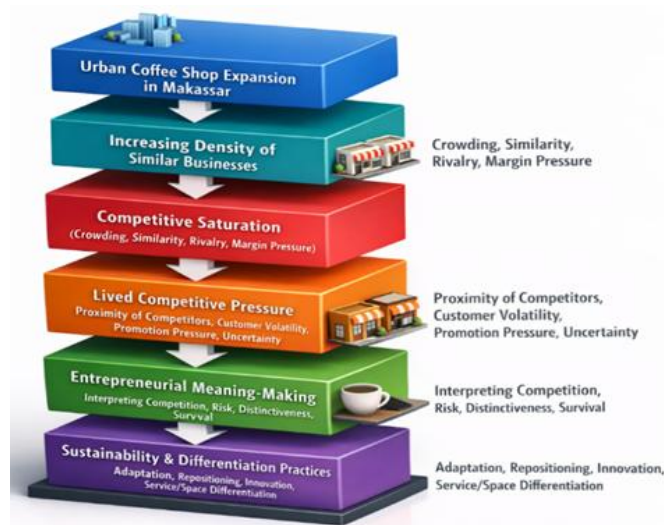 Urban Coffee Shop Expansion
in Makassar
Increasing Density of
Similar Businesses
Crowding, Similarity,
Rivalry, Margin Pressure
Competitive Saturation
(Crowding, Similarity, Rivalry, Margin Pressure)
Lived Competitive Pressure
Proximity of Competitors, Customer Volatility,
Promotion Pressure, Uncertainty
Proximity of Competitors,
Customer Volatility,
Promotion Pressure, Uncertainty
Entrepreneurial Meaning-Making
Interpreting Competition, Risk, Distinctiveness,
Survval
Interpreting Competition,
Risk, Distinctiveness, Survival
Sustainability & Differentiation Practices
Adaptation, Repositioning, Innovation,
Service/Space Differentiation
Adaptation, Repositioning, Innovation,
Service/Space Differentiation